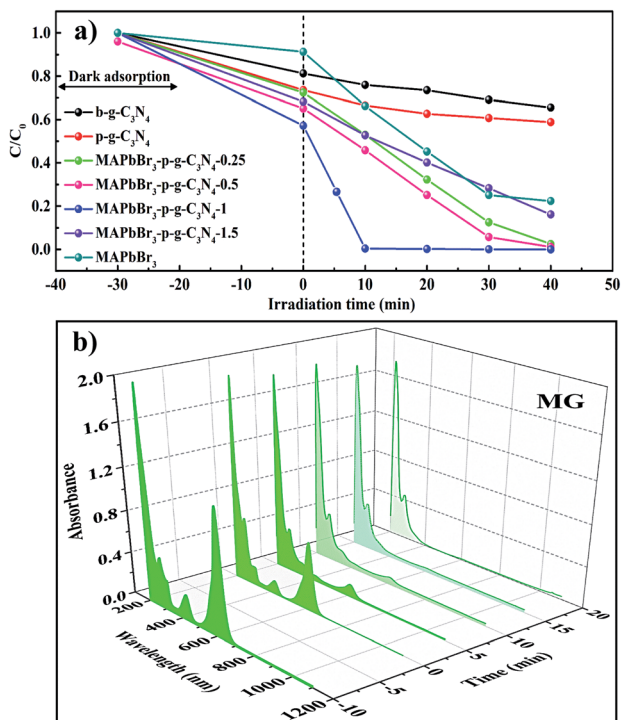 a)
1.0
0.8
0.6
0.4
0.2
0.0
C/C0
Dark adsorption
b-g-C3N4
p-g-C3N4
MAPbBr3-p-g-C3N4-0.25
MAPbBr3-p-g-C3N4-0.5
MAPbBr3-p-g-C3N4-1
MAPbBr3-p-g-C3N4-1.5
MAPbBr3
-40 -30 -20 -10 0 10 20 30 40 50
Irradiation time (min)
b)
MG
2.0
1.6
1.2
0.8
0.4
0.0
Absorbance
200 400 600 800 1000 1200
Wavelength (nm)
-10 -5 0 5 10 15 20
Time (min)